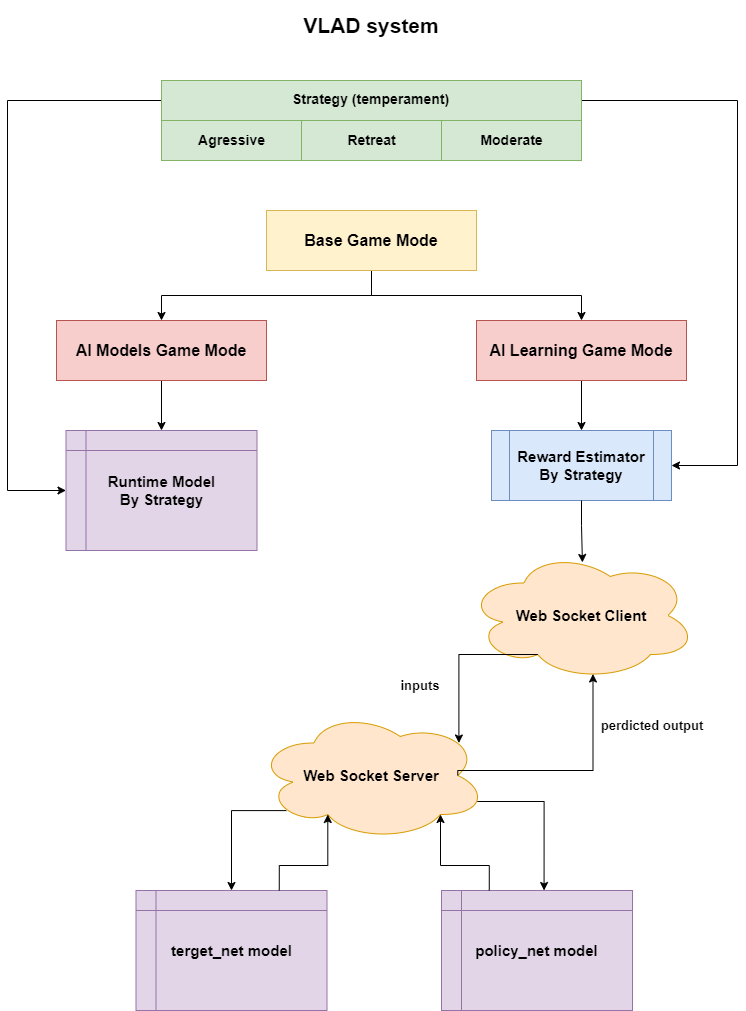 VLAD system
Strategy (temperament)
Agressive
Retreat
Moderate
Base Game Mode
AI Models Game Mode
AI Learning Game Mode
Runtime Model
By Strategy
Reward Estimator
By Strategy
Web Socket Client
inputs
perdicted output
Web Socket Server
terget_net model
policy_net model